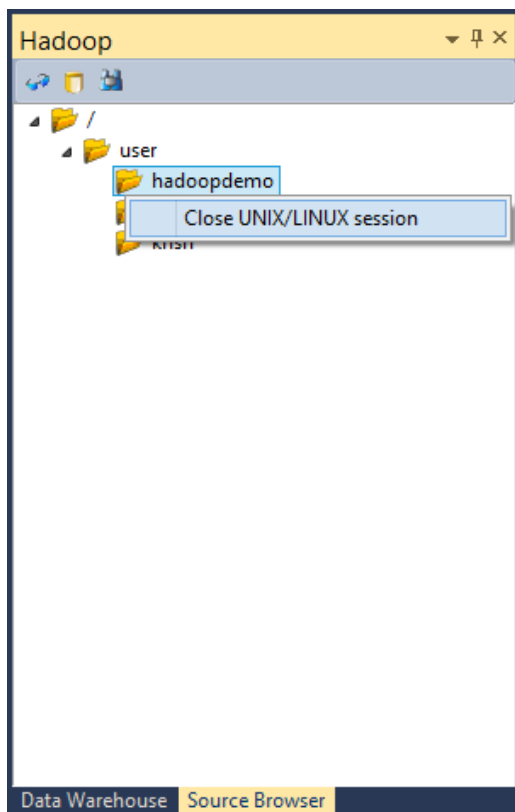 Hadoop
/
user
hadoopdemo
Close UNIX/LINUX session
Data Warehouse Source Browser